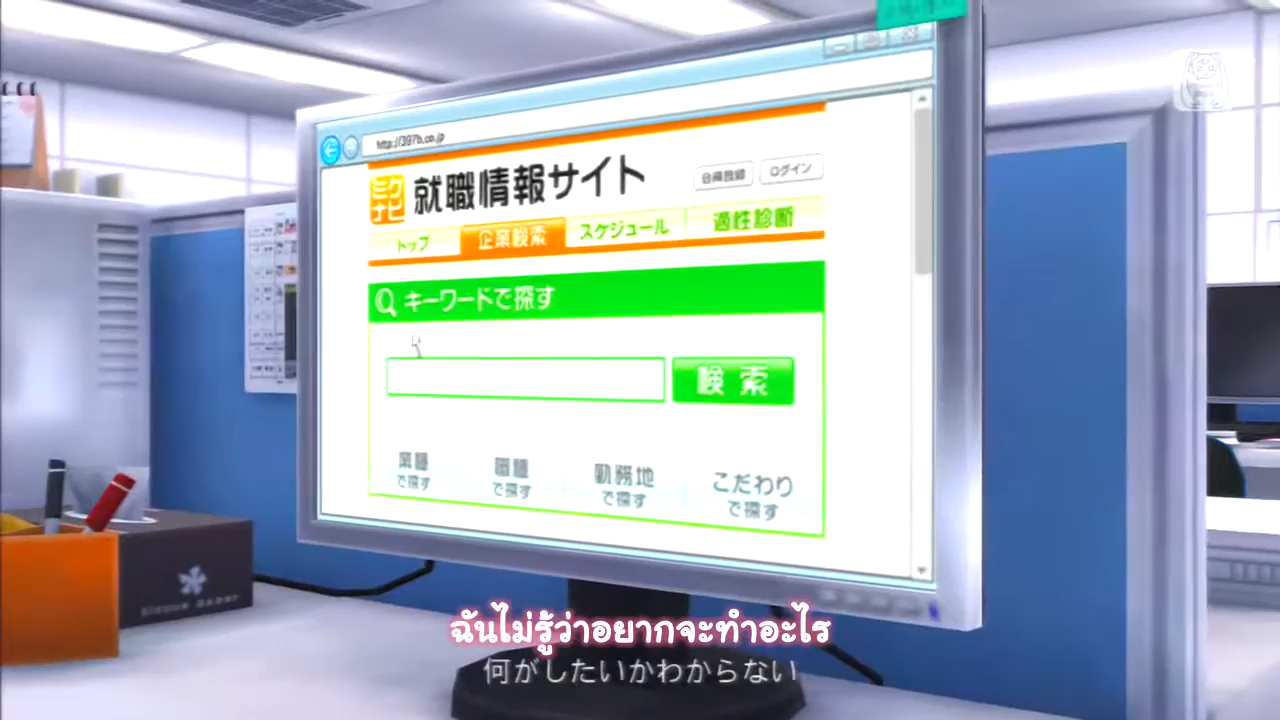 http://397b.co.jp
ミク
ナビ
就職情報サイト
会員登録
ログイン
トップ
企業検索
スケジュール
適性診断
キーワードで探す
検索
業種
で探す
職種
で探す
勤務地
で探す
こだわり
で探す
ฉันไม่รู้ว่าอยากจะทำอะไร
何がしたいかわからない